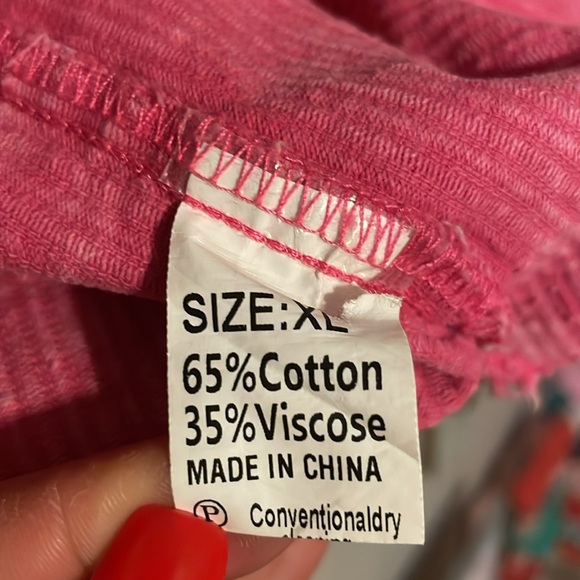 SIZE:XL
65%Cotton
35%Viscose
MADE IN CHINA
P Conventionaldry